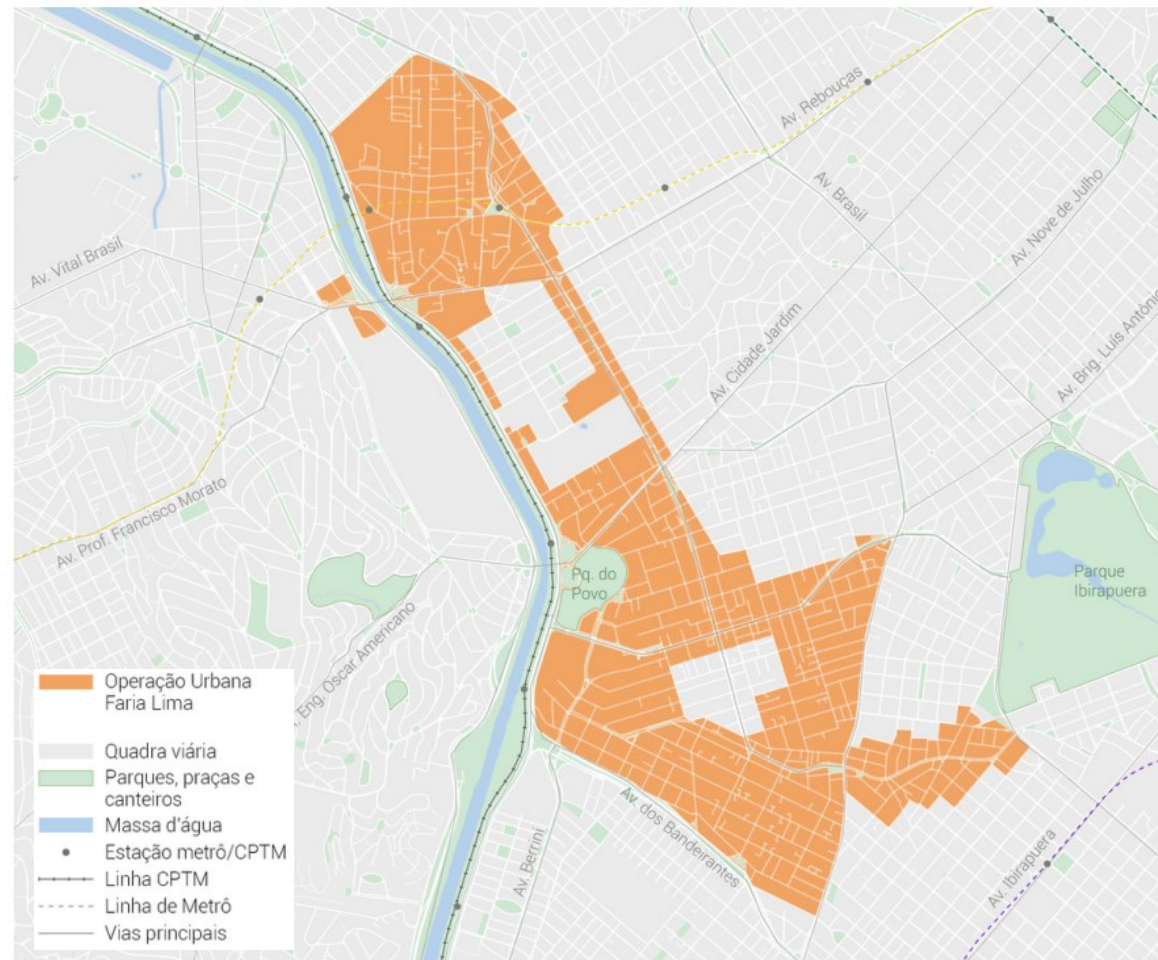 Av. Rebouças
Av. Brasil
Av. Nove de Julho
Av. Vital Brasil
Av. Cidade Jardim
Av. Brig. Luís Antôni
Av. Prof. Francisco Morato
Pq. do
Povo
Parque
Ibirapuera
. Eng. Oscar Americano
Av. dos Bandeirantes
Av. Berrini
Av. Ibirapuera
Operação Urbana
Faria Lima
Quadra viária
Parques, praças e
canteiros
Massa d'água
Estação metrô/CPTM
Linha CPTM
Linha de Metrô
Vias principais